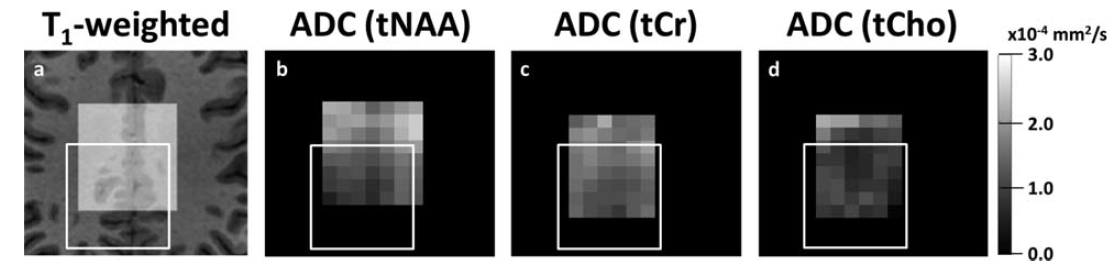 T₁-weighted ADC (tNAA) ADC (tCr) ADC (tCho)
x10⁻⁴ mm²/s
a b c d
3.0
2.0
1.0
0.0